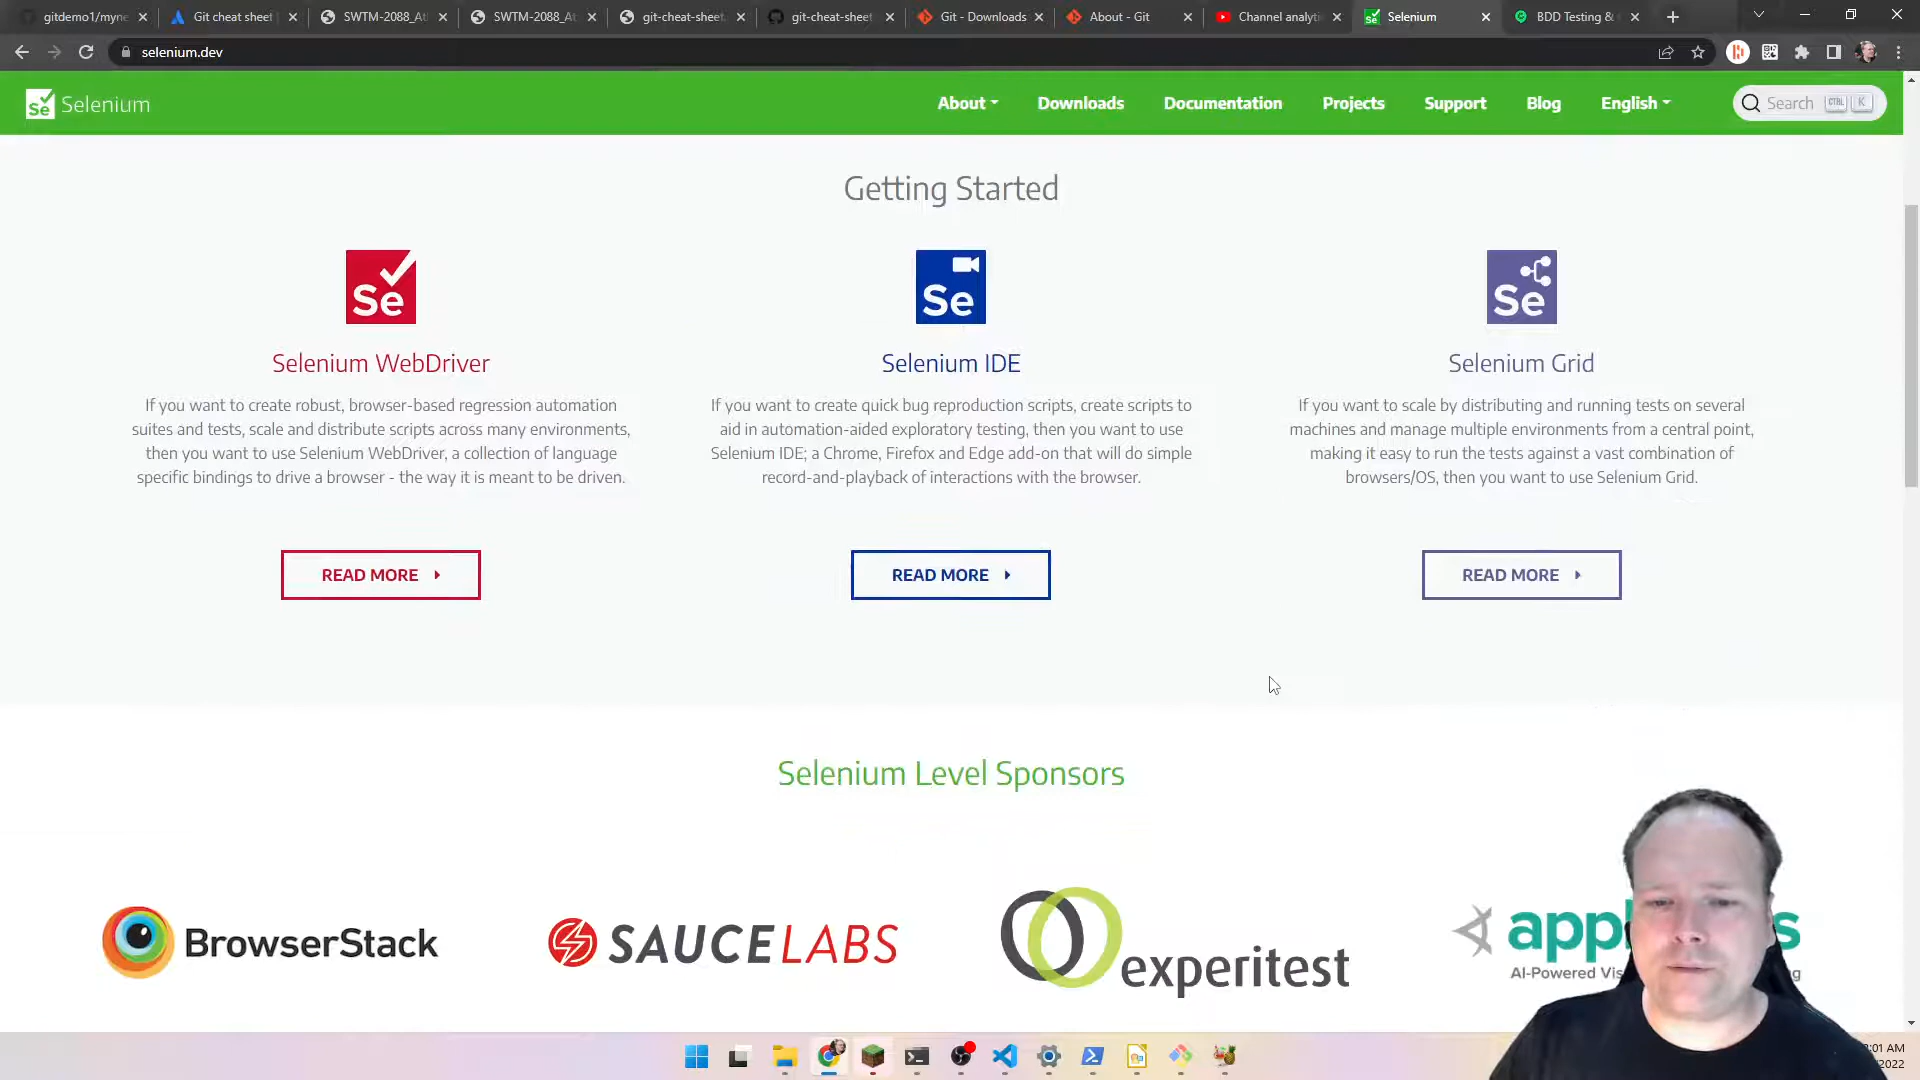 gitdemo1/myne
Git cheat sheet
SWTM-2088_At
SWTM-2088_At
git-cheat-sheet
git-cheat-sheet
Git - Downloads
About - Git
Channel analyti
Selenium
BDD Testing &
selenium.dev
Se Selenium
About
Downloads
Documentation
Projects
Support
Blog
English
Search CTRL K
Getting Started
Se
Se
Se
Selenium WebDriver
If you want to create robust, browser-based regression automation
suites and tests, scale and distribute scripts across many environments,
then you want to use Selenium WebDriver, a collection of language
specific bindings to drive a browser - the way it is meant to be driven.
READ MORE
Selenium IDE
If you want to create quick bug reproduction scripts, create scripts to
aid in automation-aided exploratory testing, then you want to use
Selenium IDE; a Chrome, Firefox and Edge add-on that will do simple
record-and-playback of interactions with the browser.
READ MORE
Selenium Grid
If you want to scale by distributing and running tests on several
machines and manage multiple environments from a central point,
making it easy to run the tests against a vast combination of
browsers/OS, then you want to use Selenium Grid.
READ MORE
Selenium Level Sponsors
BrowserStack
SAUCELABS
experitest
app s
AI-Powered Vis ng
:01 AM
2022